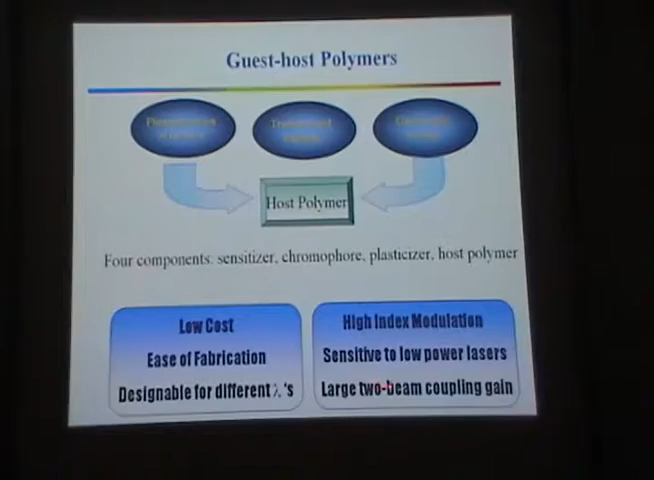 Guest-host Polymers
Host Polymer
Four components: sensitizer, chromophore, plasticizer, host polymer
Low Cost
Ease of Fabrication
Designable for different λ's
High Index Modulation
Sensitive to low power lasers
Large two-beam coupling gain